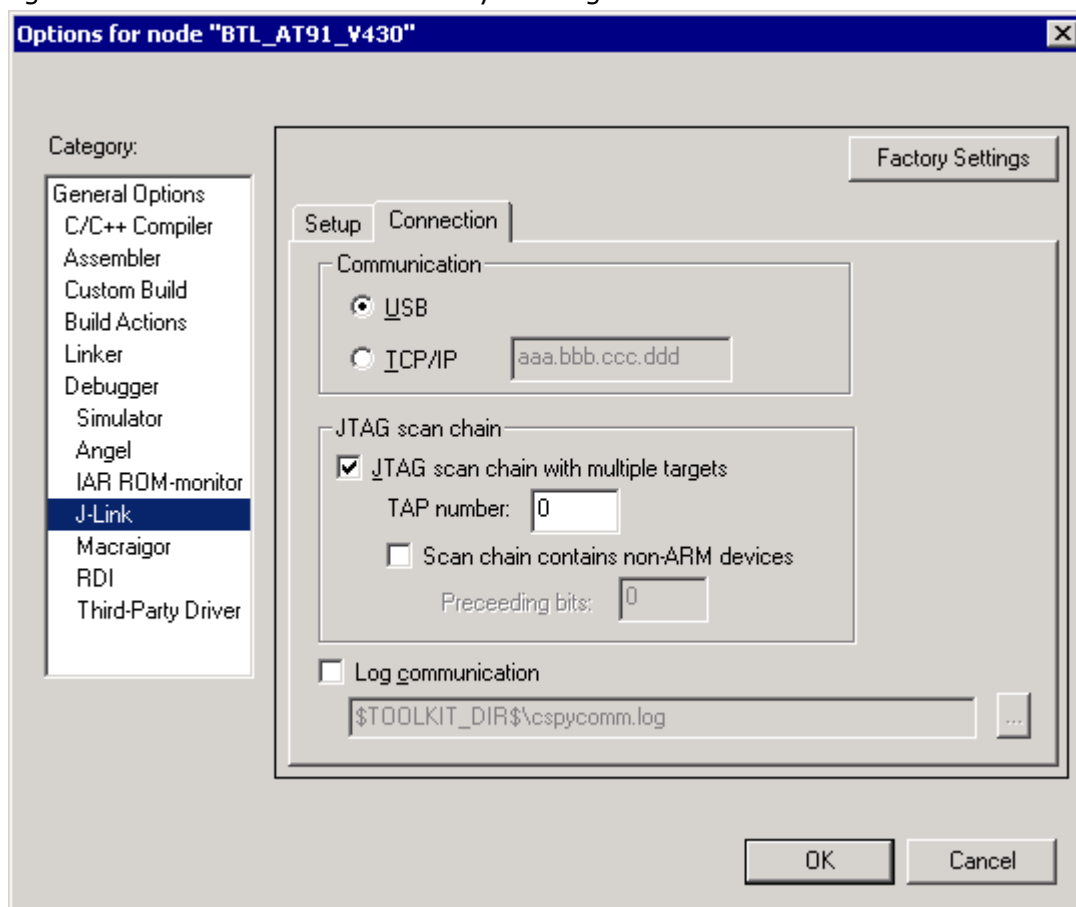 Options for node "BTL_AT91_V430"
Category:
Factory Settings
General Options
C/C++ Compiler
Assembler
Custom Build
Build Actions
Linker
Debugger
Simulator
Angel
IAR ROM-monitor
J-Link
Macraigor
RDI
Third-Party Driver
Setup Connection
Communication
USB
TCP/IP aaa.bbb.ccc.ddd
JTAG scan chain
JTAG scan chain with multiple targets
TAP number: 0
Scan chain contains non-ARM devices
Preceeding bits: 0
Log communication
$TOOLKIT_DIR$\cspycomm.log ...
OK Cancel